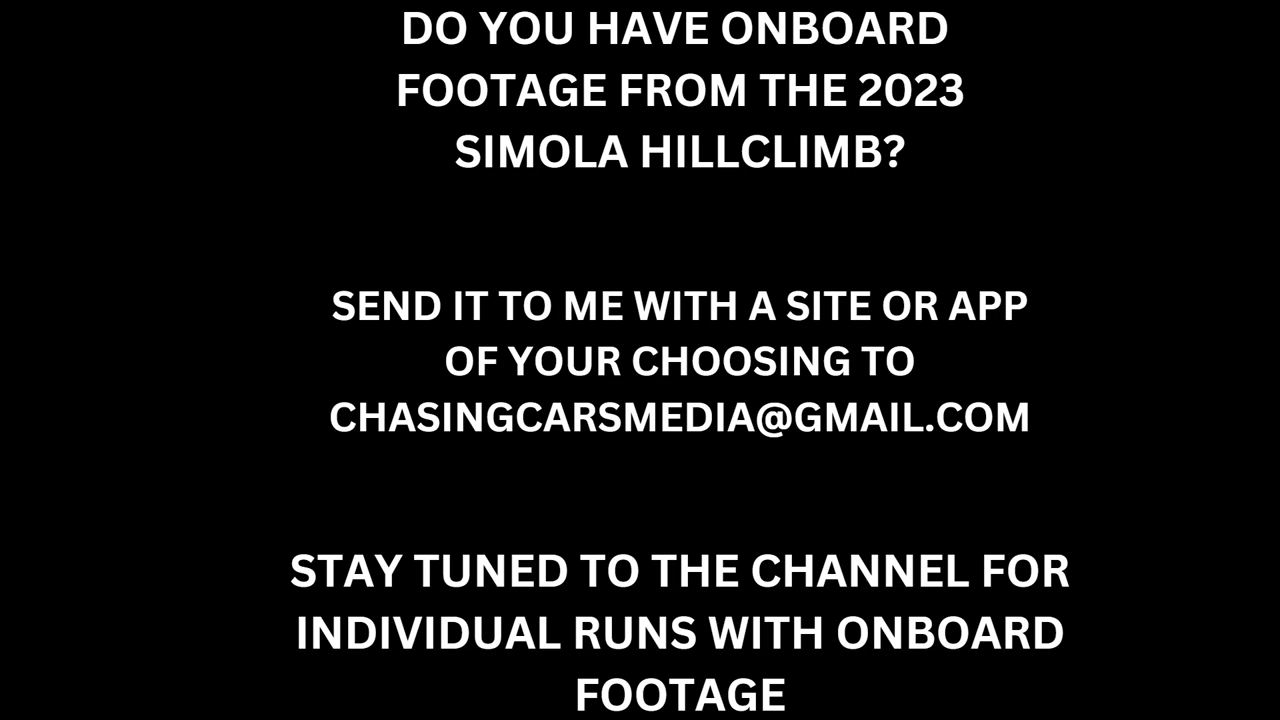 DO YOU HAVE ONBOARD
FOOTAGE FROM THE 2023
SIMOLA HILLCLIMB?
SEND IT TO ME WITH A SITE OR APP
OF YOUR CHOOSING TO
CHASINGCARSMEDIA@GMAIL.COM
STAY TUNED TO THE CHANNEL FOR
INDIVIDUAL RUNS WITH ONBOARD
FOOTAGE